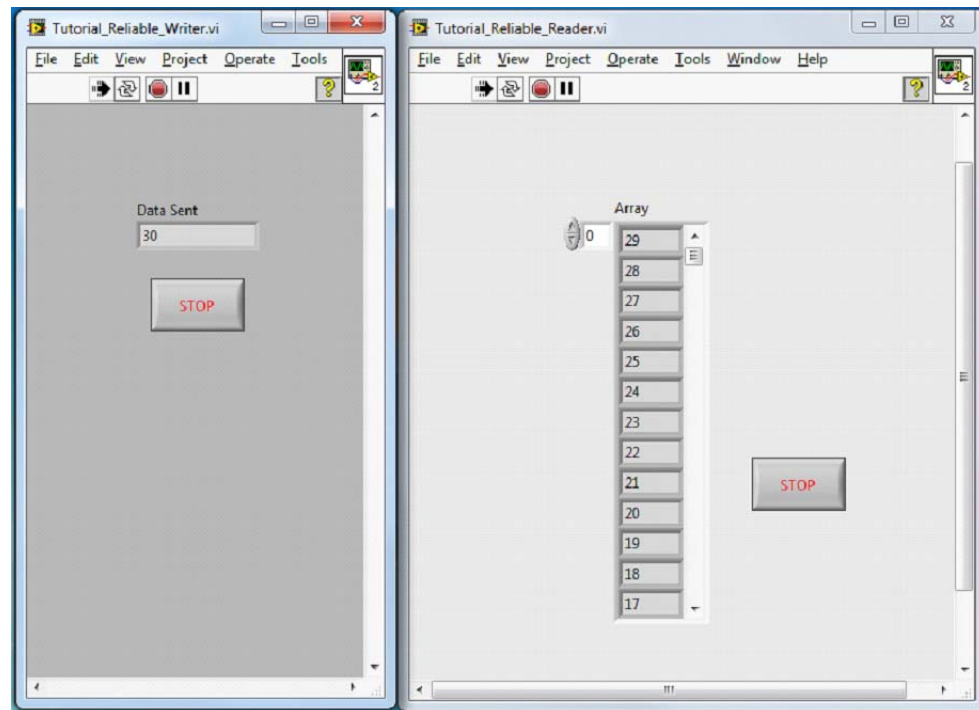 Tutorial_Reliable_Writer.vi
File Edit View Project Operate Tools
2
Data Sent
30
STOP
Tutorial_Reliable_Reader.vi
File Edit View Project Operate Tools Window Help
2
Array
0
29
28
27
26
25
24
23
22
21
20
19
18
17
STOP